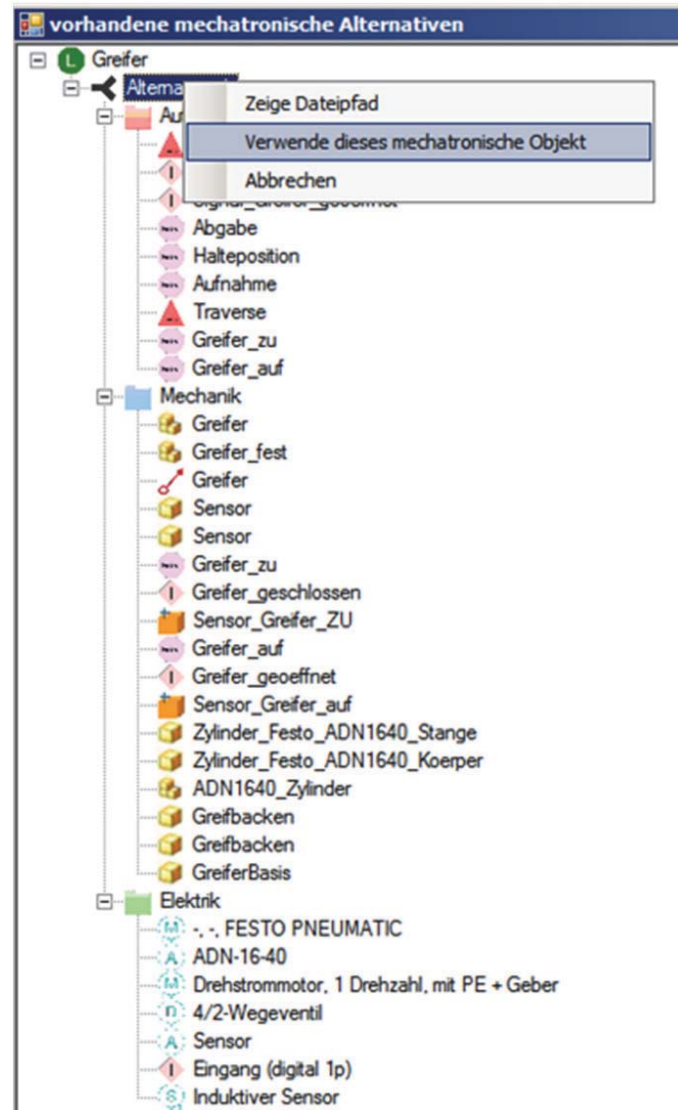 vorhandene mechatronische Alternativen
Greifer
Zeige Dateipfad
Verwende dieses mechatronische Objekt
Abbrechen
Abgabe
Halteposition
Aufnahme
Traverse
Greifer_zu
Greifer_auf
Mechanik
Greifer
Greifer_fest
Greifer
Sensor
Sensor
Greifer_zu
Greifer_geschlossen
Sensor_Greifer_ZU
Greifer_auf
Greifer_geoeffnet
Sensor_Greifer_auf
Zylinder_Festo_ADN1640_Stange
Zylinder_Festo_ADN1640_Koerper
ADN1640_Zylinder
Greifbacken
Greifbacken
GreiferBasis
Elektrik
-, -, FESTO PNEUMATIC
ADN-16-40
Drehstrommotor, 1 Drehzahl, mit PE + Geber
4/2-Wegeventil
Sensor
Eingang (digital 1p)
Induktiver Sensor